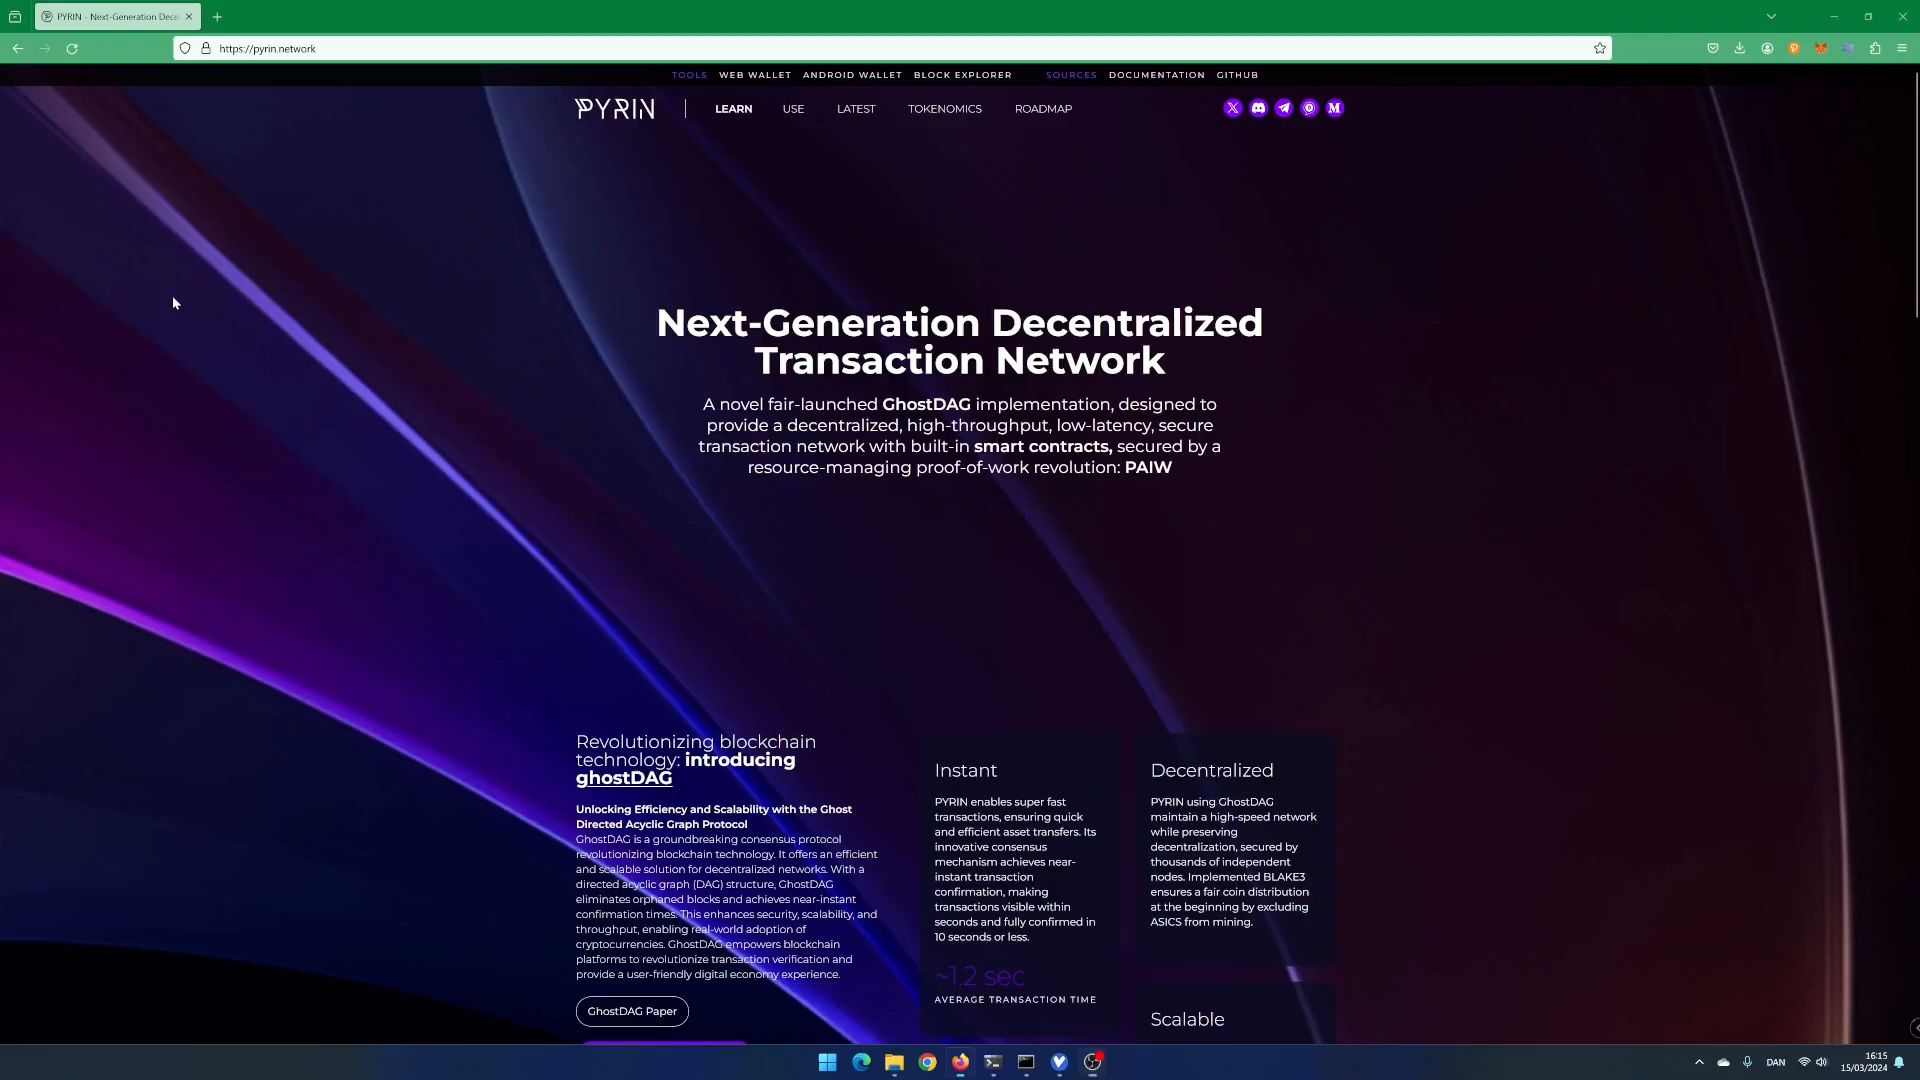 PYRIN - Next-Generation Dece
https://pyrin.network
TOOLS WEB WALLET ANDROID WALLET BLOCK EXPLORER SOURCES DOCUMENTATION GITHUB
PYRIN LEARN USE LATEST TOKENOMICS ROADMAP
Next-Generation Decentralized
Transaction Network
A novel fair-launched GhostDAG implementation, designed to
provide a decentralized, high-throughput, low-latency, secure
transaction network with built-in smart contracts, secured by a
resource-managing proof-of-work revolution: PAIW
Revolutionizing blockchain
technology: introducing
ghostDAG
Unlocking Efficiency and Scalability with the Ghost
Directed Acyclic Graph Protocol
GhostDAG is a groundbreaking consensus protocol
revolutionizing blockchain technology. It offers an efficient
and scalable solution for decentralized networks. With a
directed acyclic graph (DAG) structure, GhostDAG
eliminates orphaned blocks and achieves near-instant
confirmation times. This enhances security, scalability, and
throughput, enabling real-world adoption of
cryptocurrencies. GhostDAG empowers blockchain
platforms to revolutionize transaction verification and
provide a user-friendly digital economy experience.
GhostDAG Paper
Instant
PYRIN enables super fast
transactions, ensuring quick
and efficient asset transfers. Its
innovative consensus
mechanism achieves near-
instant transaction
confirmation, making
transactions visible within
seconds and fully confirmed in
10 seconds or less.
~1.2 sec
AVERAGE TRANSACTION TIME
Decentralized
PYRIN using GhostDAG
maintain a high-speed network
while preserving
decentralization, secured by
thousands of independent
nodes. Implemented BLAKE3
ensures a fair coin distribution
at the beginning by excluding
ASICS from mining.
Scalable
DAN
16:15
15/03/2024